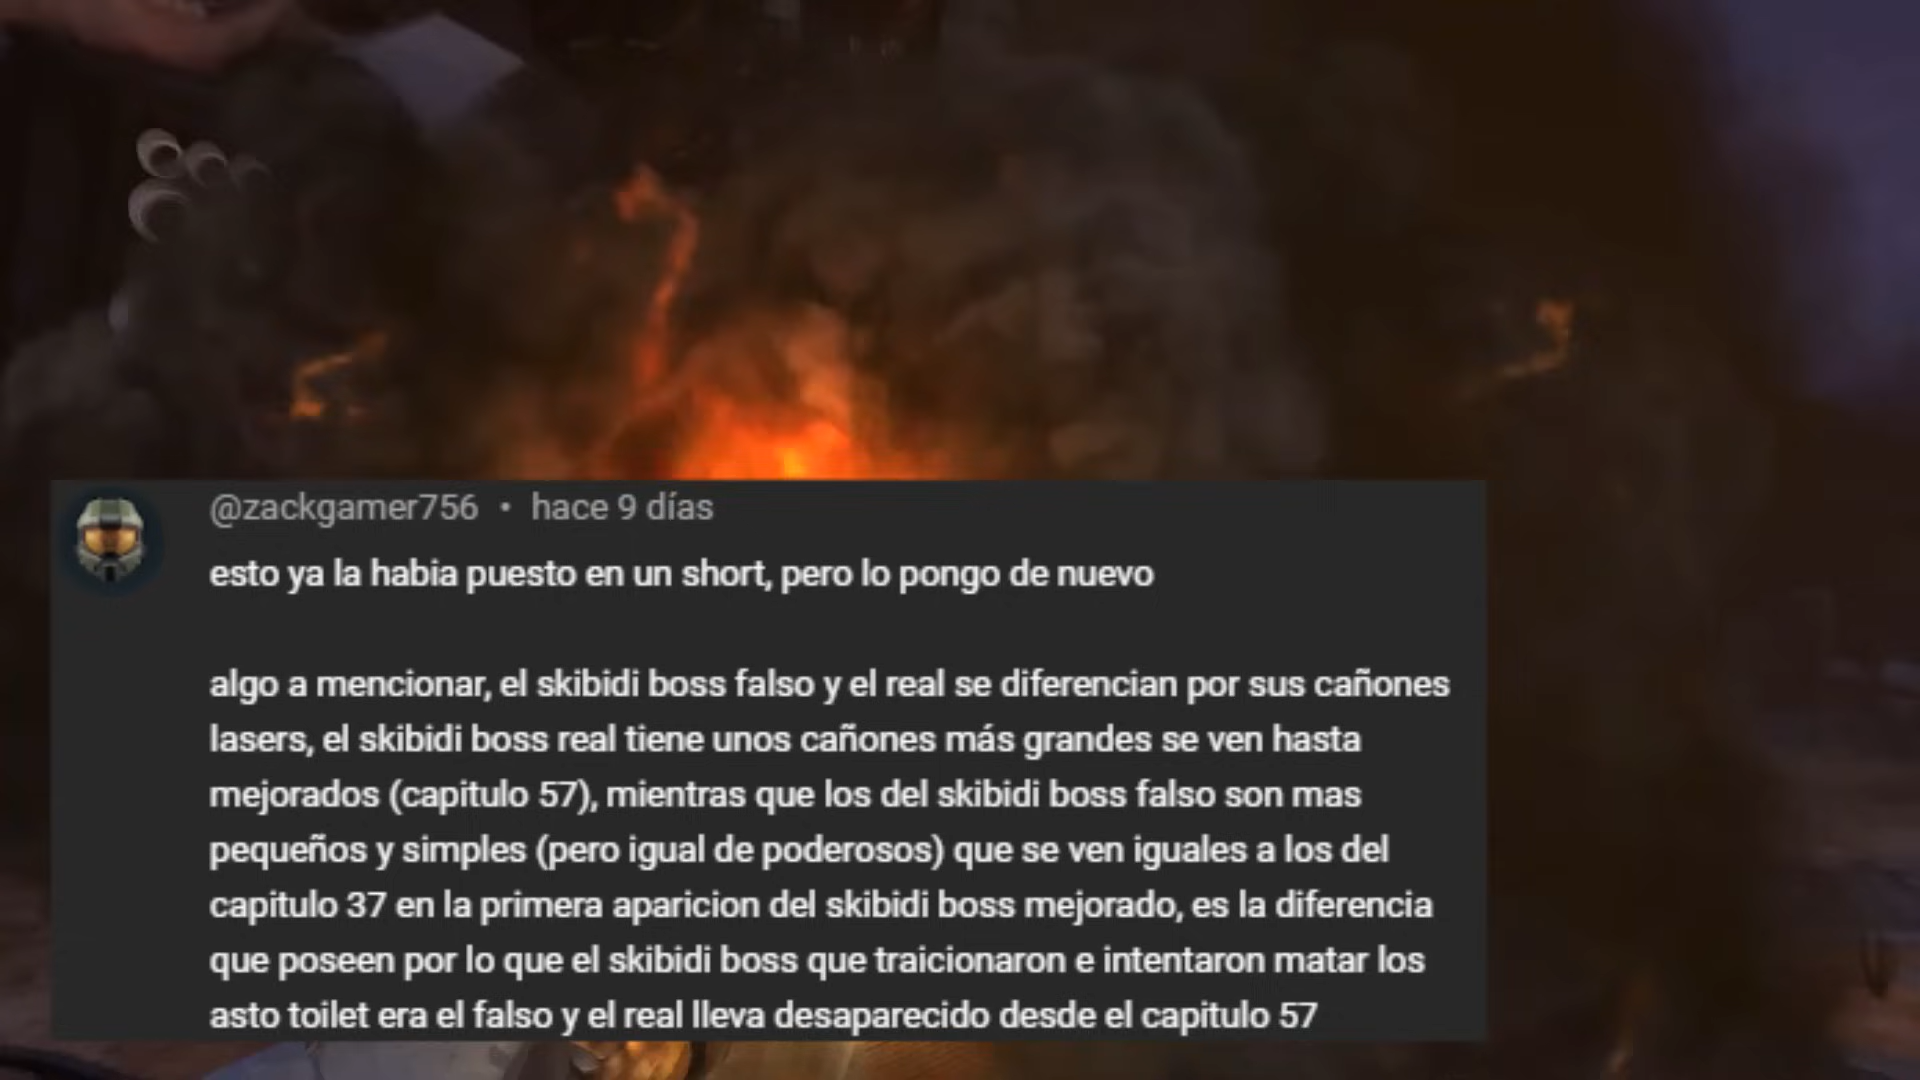 @zackgamer756 • hace 9 días
esto ya la habia puesto en un short, pero lo pongo de nuevo
algo a mencionar, el skibidi boss falso y el real se diferencian por sus cañones
lasers, el skibidi boss real tiene unos cañones más grandes se ven hasta
mejorados (capitulo 57), mientras que los del skibidi boss falso son mas
pequeños y simples (pero igual de poderosos) que se ven iguales a los del
capitulo 37 en la primera aparicion del skibidi boss mejorado, es la diferencia
que poseen por lo que el skibidi boss que traicionaron e intentaron matar los
asto toilet era el falso y el real lleva desaparecido desde el capitulo 57